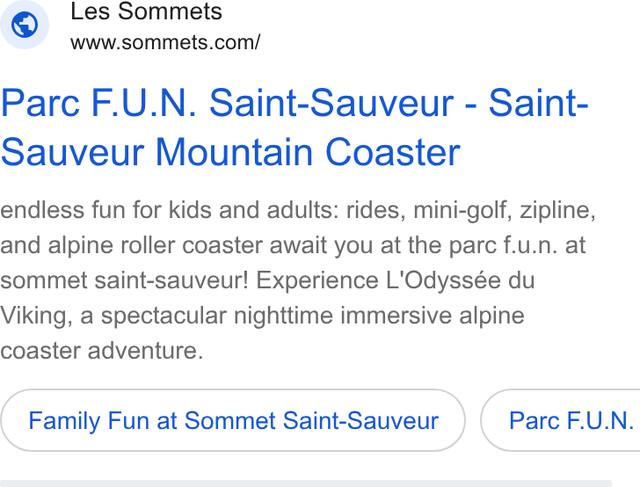 Les Sommets
www.sommets.com/
Parc F.U.N. Saint-Sauveur - Saint-
Sauveur Mountain Coaster
endless fun for kids and adults: rides, mini-golf, zipline,
and alpine roller coaster await you at the parc f.u.n. at
sommet saint-sauveur! Experience L'Odyssée du
Viking, a spectacular nighttime immersive alpine
coaster adventure.
Family Fun at Sommet Saint-Sauveur
Parc F.U.N.